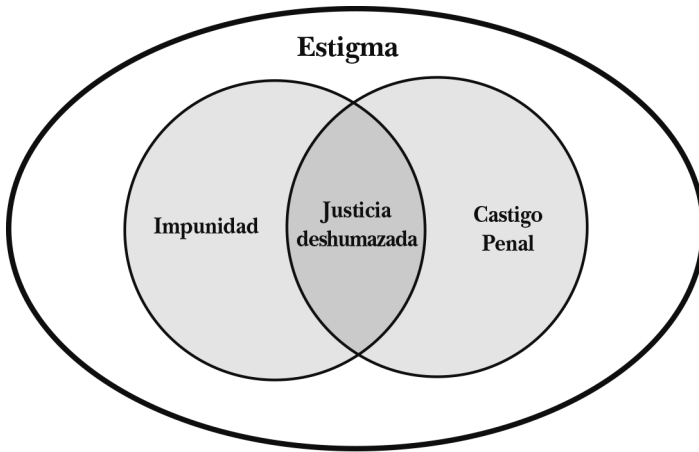 Estigma
Impunidad
Justicia
deshumazada
Castigo
Penal